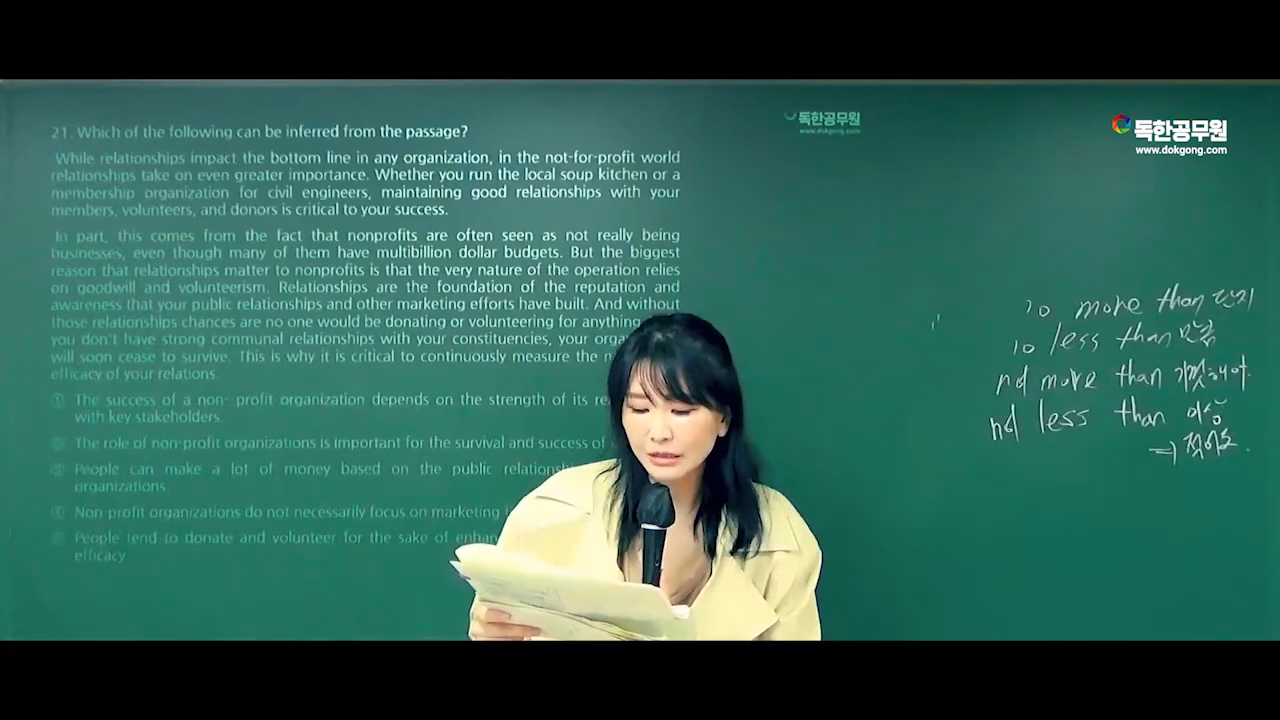 21. Which of the following can be inferred from the passage?
While relationships impact the bottom line in any organization, in the not-for-profit world
relationships take on even greater importance. Whether you run the local soup kitchen or a
membership organization for civil engineers, maintaining good relationships with your
members, volunteers, and donors is critical to your success.
In part, this comes from the fact that nonprofits are often seen as not really being
businesses, even though many of them have multibillion dollar budgets. But the biggest
reason that relationships matter to nonprofits is that the very nature of the operation relies
on goodwill and volunteerism. Relationships are the foundation of the reputation and
awareness that your public relationships and other marketing efforts have built. And without
those relationships chances are no one would be donating or volunteering for anything
you don't have strong communal relationships with your constituencies, your
will soon cease to survive. This is why it is critical to continuously measure the
efficacy of your relations.
① The success of a non- profit organization depends on the strength of its
with key stakeholders.
② The role of non-profit organizations is important for the survival and success of
③ People can make a lot of money based on the public
organizations.
④ Non profit organizations do not necessarily focus on marketing
⑤ People tend to donate and volunteer for the sake of
efficacy
독한공무원
www.dokgong.com
독한공무원
www.dokgong.com
no more than 단지
no less than 만큼
not more than 기껏해야
not less than 이상
⇒ 적어도.